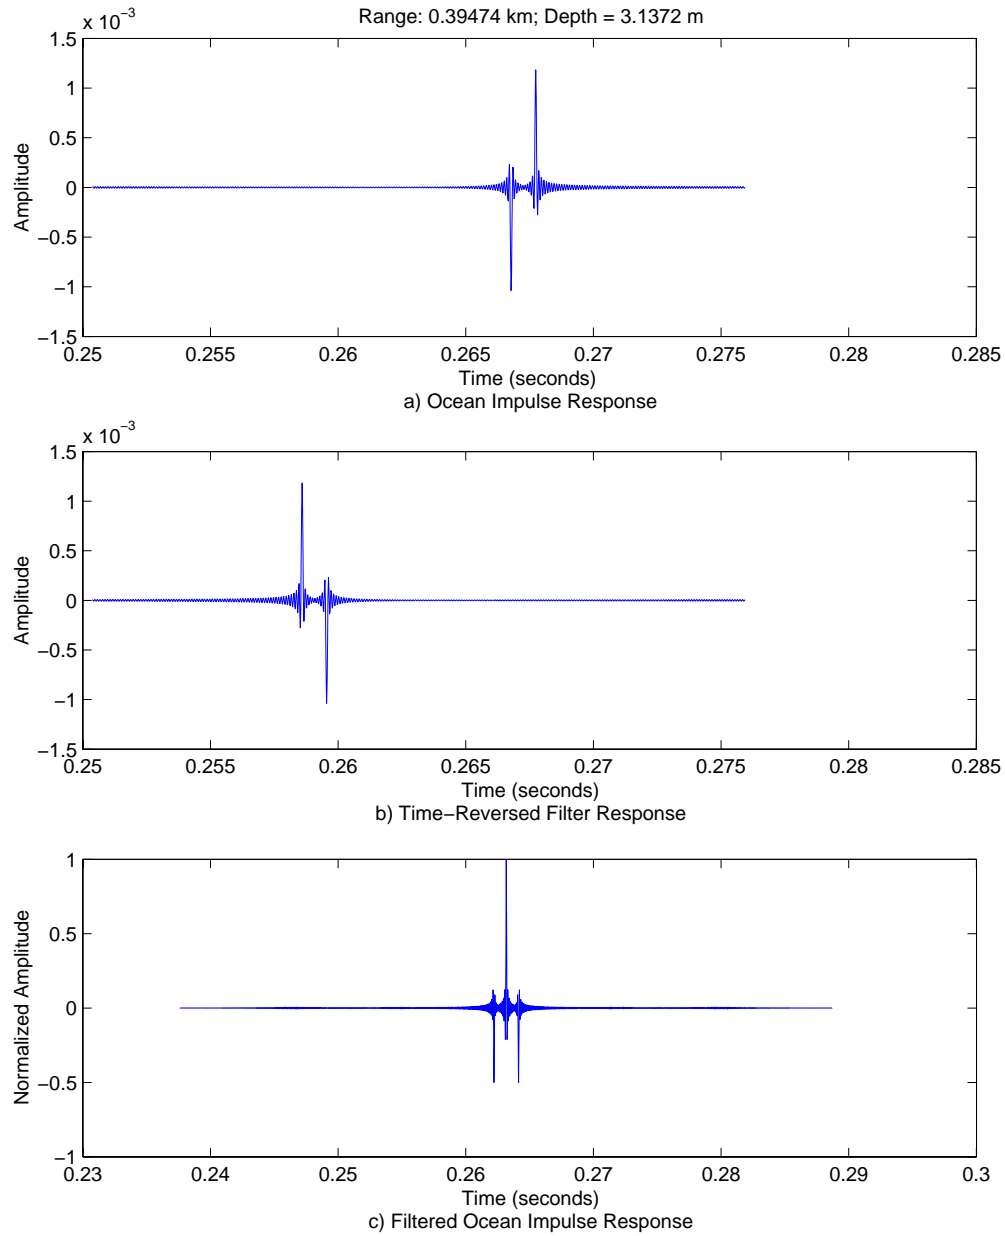 Range: 0.39474 km; Depth = 3.1372 m
x 10⁻³
1.5
1
0.5
0
−0.5
−1
−1.5
Amplitude
0.25 0.255 0.26 0.265 0.27 0.275 0.28 0.285
Time (seconds)
a) Ocean Impulse Response
x 10⁻³
1.5
1
0.5
0
−0.5
−1
−1.5
Amplitude
0.25 0.255 0.26 0.265 0.27 0.275 0.28 0.285
Time (seconds)
b) Time−Reversed Filter Response
1
0.5
0
−0.5
−1
Normalized Amplitude
0.23 0.24 0.25 0.26 0.27 0.28 0.29 0.3
Time (seconds)
c) Filtered Ocean Impulse Response